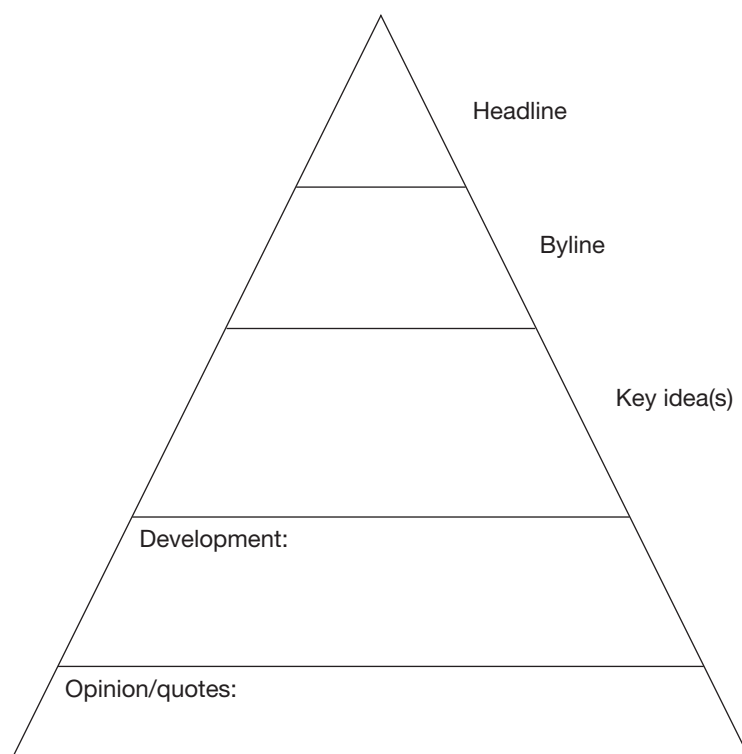 Headline
Byline
Key idea(s)
Development:
Opinion/quotes: